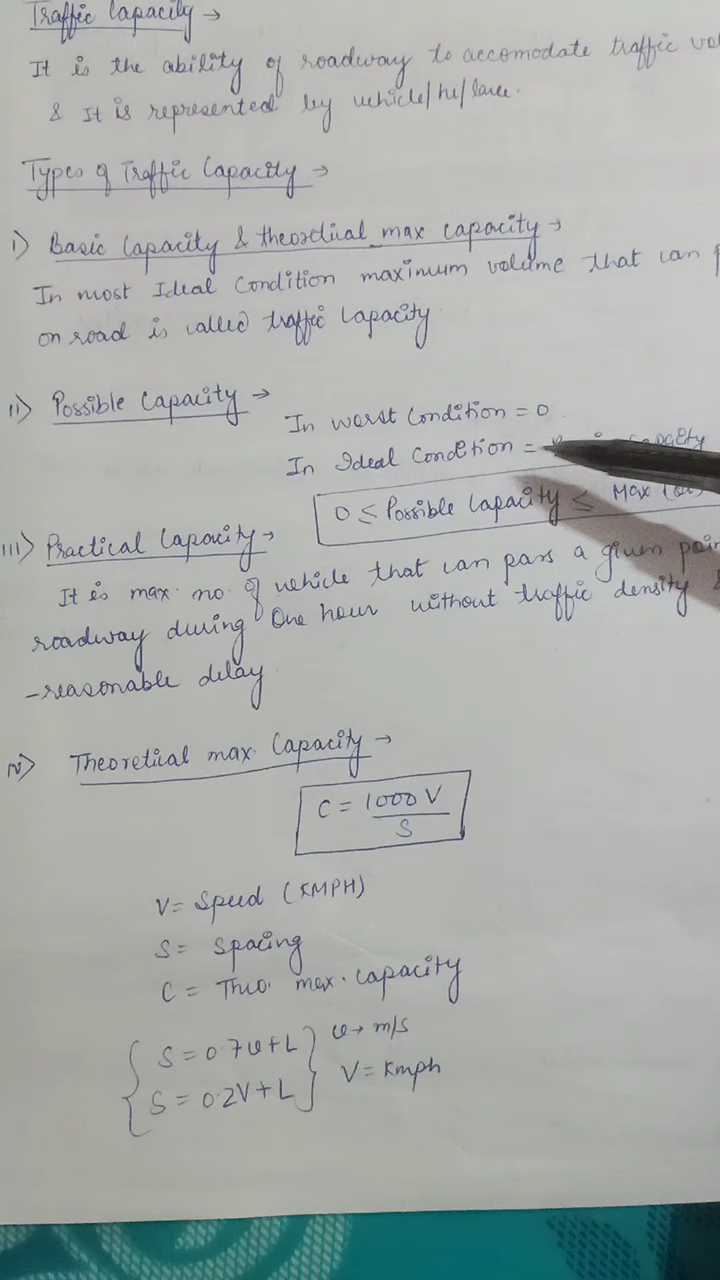 Traffic Capacity →
It is the ability of roadway to accomodate traffic
& It is represented by vehicle/hr/lane.
Types of Traffic Capacity →
i) Basic Capacity & theoretical max capacity →
In most Ideal Condition maximum volume that can
on road is called traffic Capacity
ii) Possible Capacity →
In worst Condition = 0
In Ideal Condition =
0 ≤ Possible Capacity ≤ Max
iii) Practical Capacity →
It is max. no. of vehicle that can pass a given
roadway during One hour without traffic density
-reasonable delay.
iv) Theoretical max. Capacity →
C = 1000 V / S
V = Speed (KMPH)
S = Spacing
C = Theo. max. capacity
S = 0.7v + L v → m/s
S = 0.2V + L V = Kmph